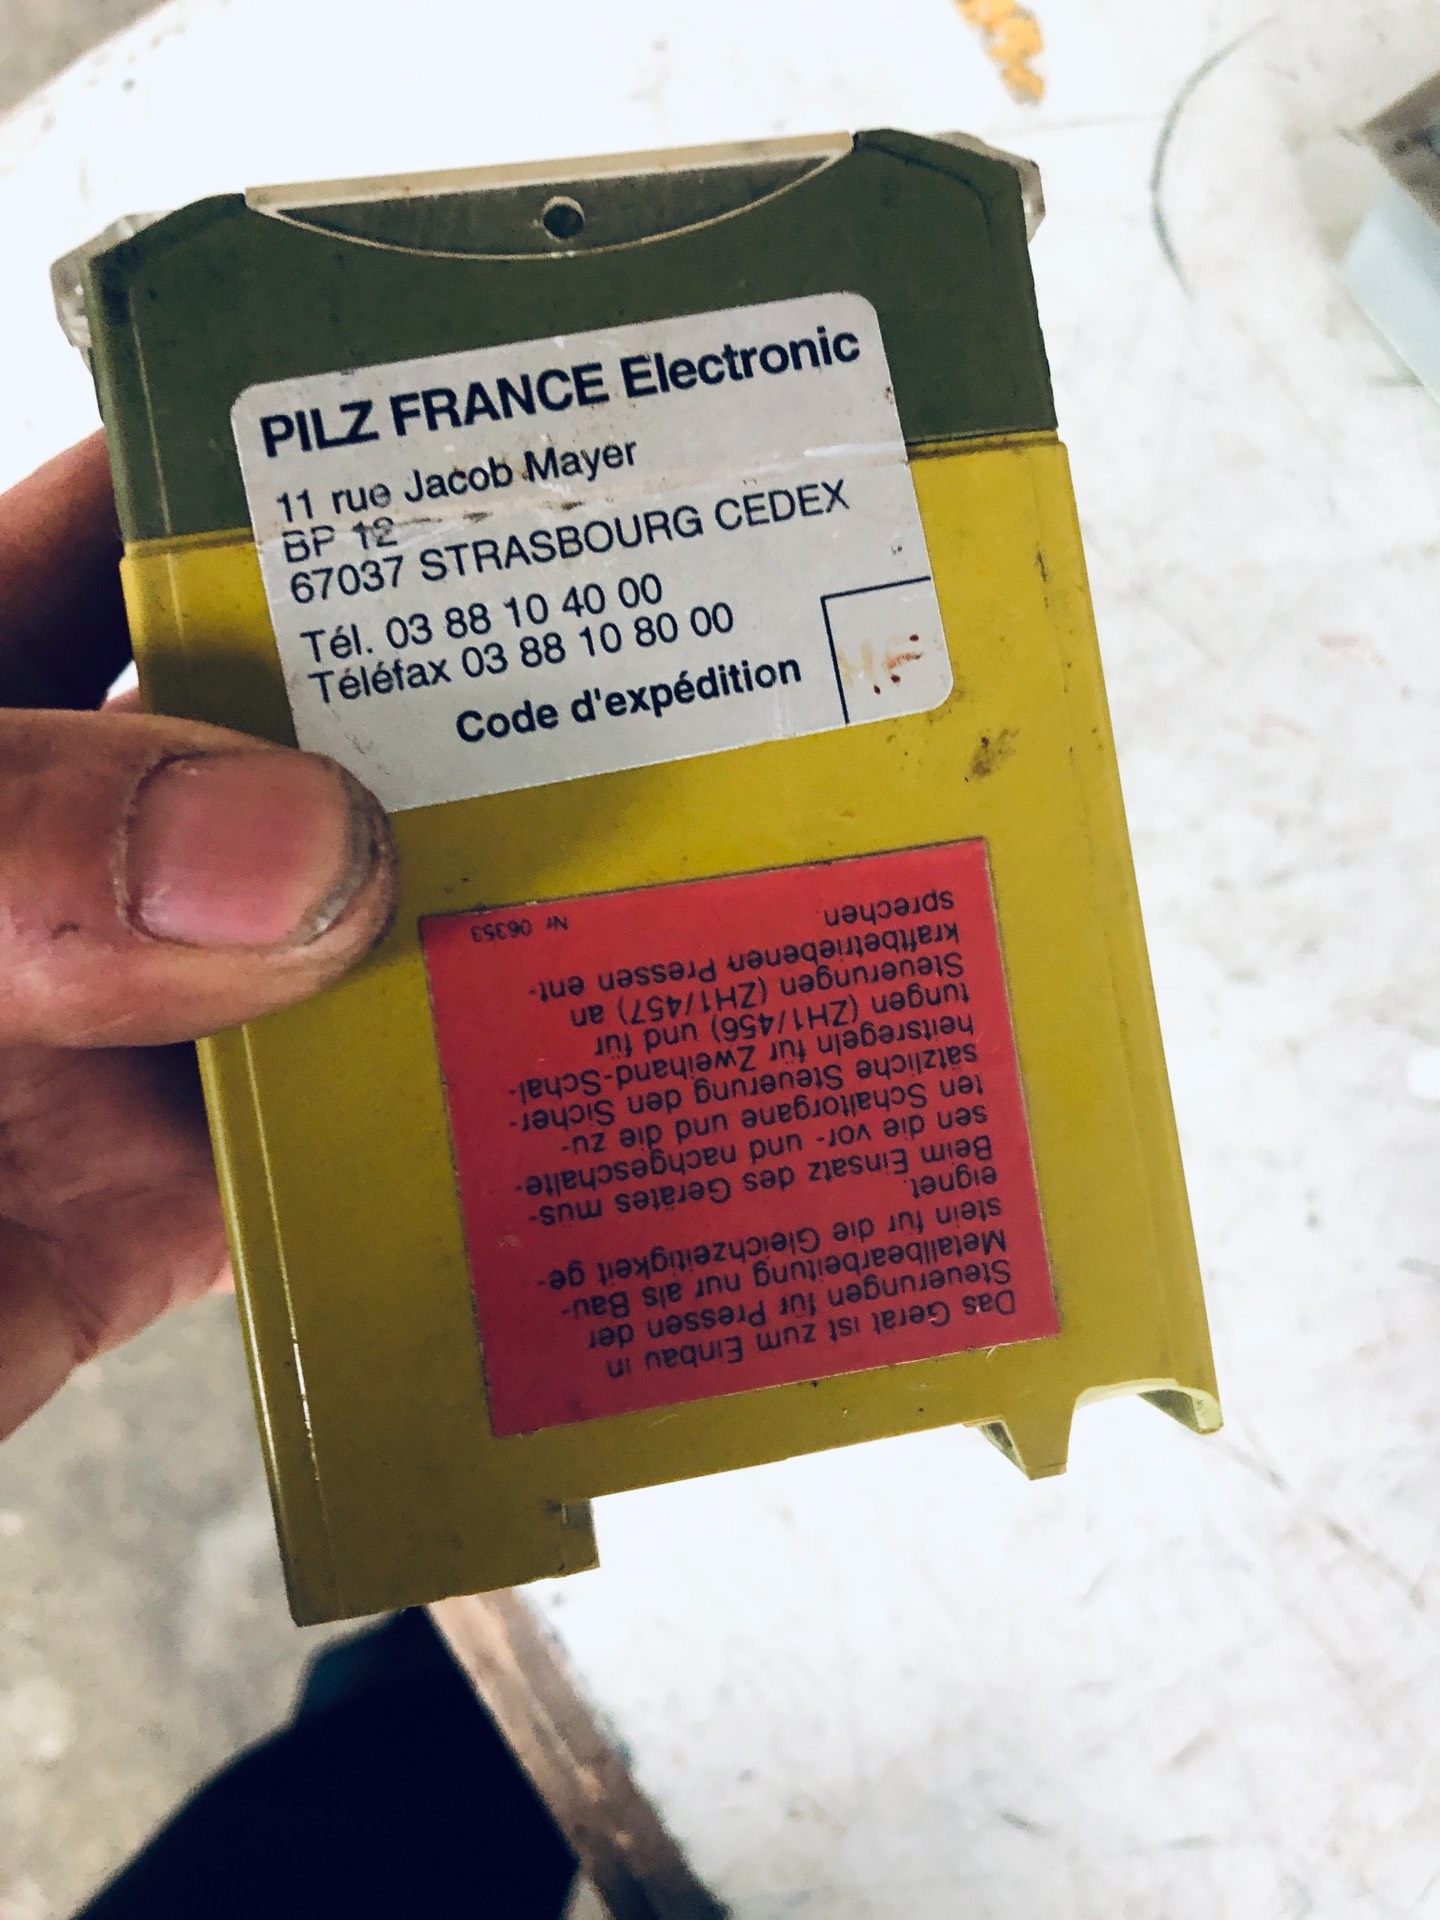 PILZ FRANCE Electronic
11 rue Jacob Mayer
BP 12
67037 STRASBOURG CEDEX
Tél. 03 88 10 40 00
Téléfax 03 88 10 80 00
Code d'expédition
Das Gerät ist zum Einbau in
Steuerungen für Pressen der
Metallbearbeitung nur als Bau-
stein für die Gleichzeitigkeit ge-
eignet.
Beim Einsatz des Gerätes mus-
sen die vor- und nachgeschalte-
ten Schaltorgane und die zu-
sätzliche Steuerung den Sicher-
heitsregeln für Zweihand-Schal-
tungen (ZH1/456) und für
Steuerungen (ZH1/457) an
kraftbetriebenen Pressen ent-
sprechen.
Nr 06353